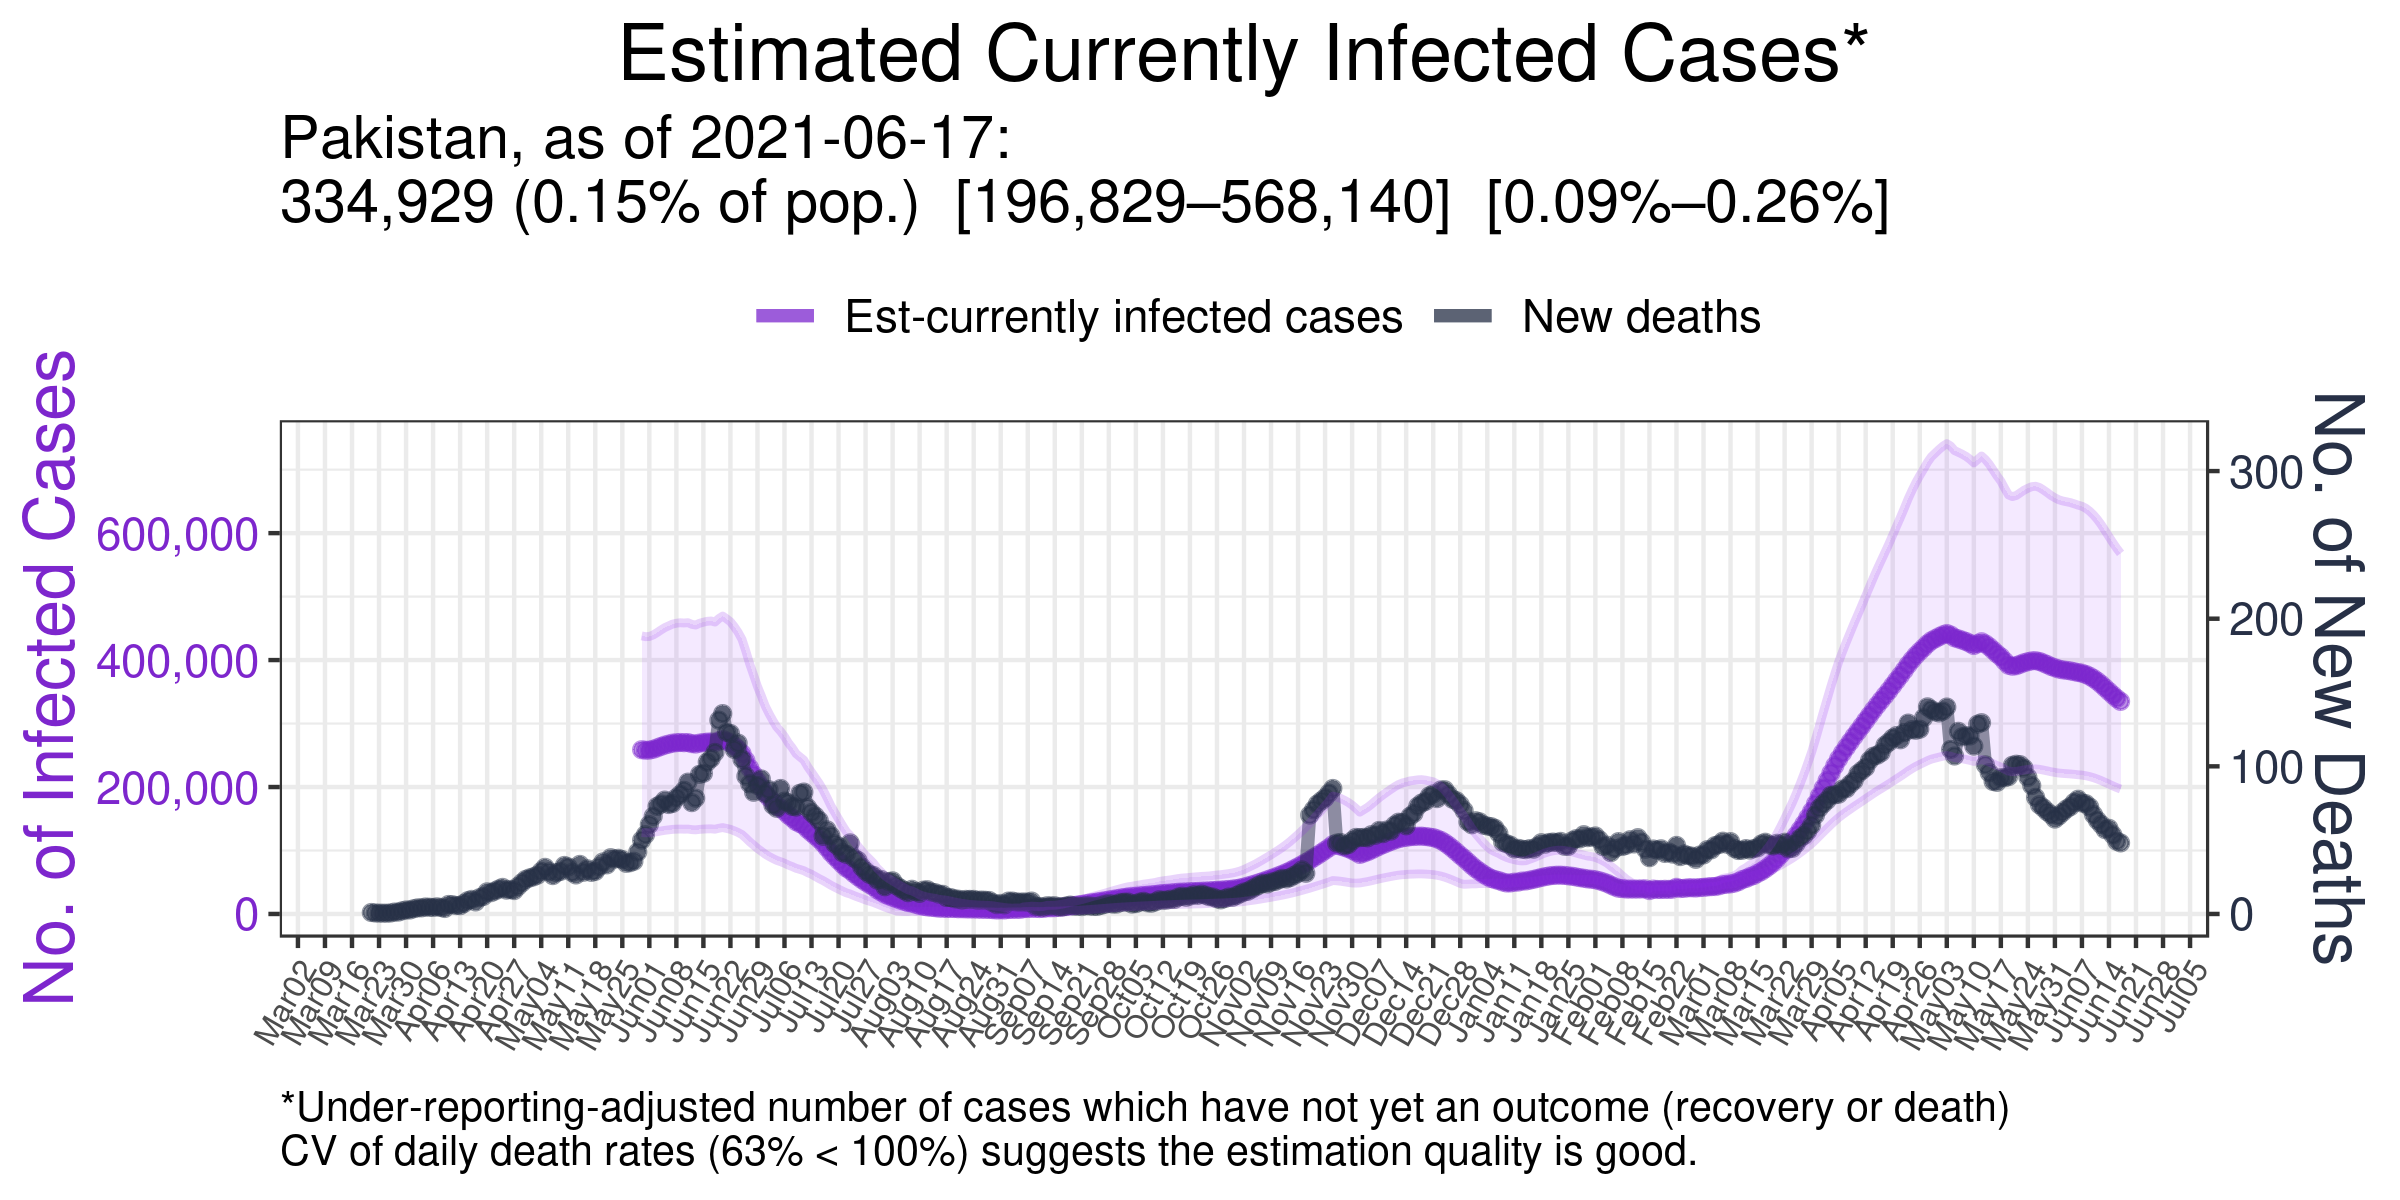 Estimated Currently Infected Cases*
Pakistan, as of 2021-06-17:
334,929 (0.15% of pop.) [196,829–568,140] [0.09%–0.26%]
Est-currently infected cases
New deaths
No. of Infected Cases
600,000
400,000
200,000
0
300
200
100
0
No. of New Deaths
Mar02
Mar09
Mar16
Mar23
Mar30
Apr06
Apr13
Apr20
Apr27
May04
May11
May18
May25
Jun01
Jun08
Jun15
Jun22
Jun29
Jul06
Jul13
Jul20
Jul27
Aug03
Aug10
Aug17
Aug24
Aug31
Sep07
Sep14
Sep21
Sep28
Oct05
Oct12
Oct19
Oct26
Nov02
Nov09
Nov16
Nov23
Nov30
Dec07
Dec14
Dec21
Dec28
Jan04
Jan11
Jan18
Jan25
Feb01
Feb08
Feb15
Feb22
Mar01
Mar08
Mar15
Mar22
Mar29
Apr05
Apr12
Apr19
Apr26
May03
May10
May17
May24
May31
Jun07
Jun14
Jun21
Jun28
Jul05
*Under-reporting-adjusted number of cases which have not yet an outcome (recovery or death)
CV of daily death rates (63% < 100%) suggests the estimation quality is good.